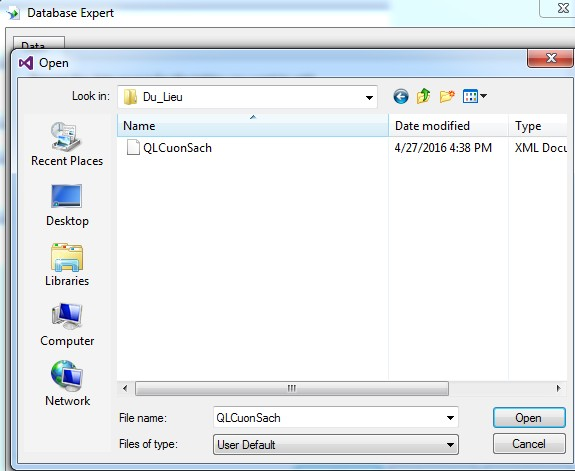 Database Expert
Data
Open
Look in:
Du_Lieu
Name
Date modified
Type
QLCuonSach
4/27/2016 4:38 PM
XML Docu
Recent Places
Desktop
Libraries
Computer
Network
File name:
QLCuonSach
Open
Files of type:
User Default
Cancel